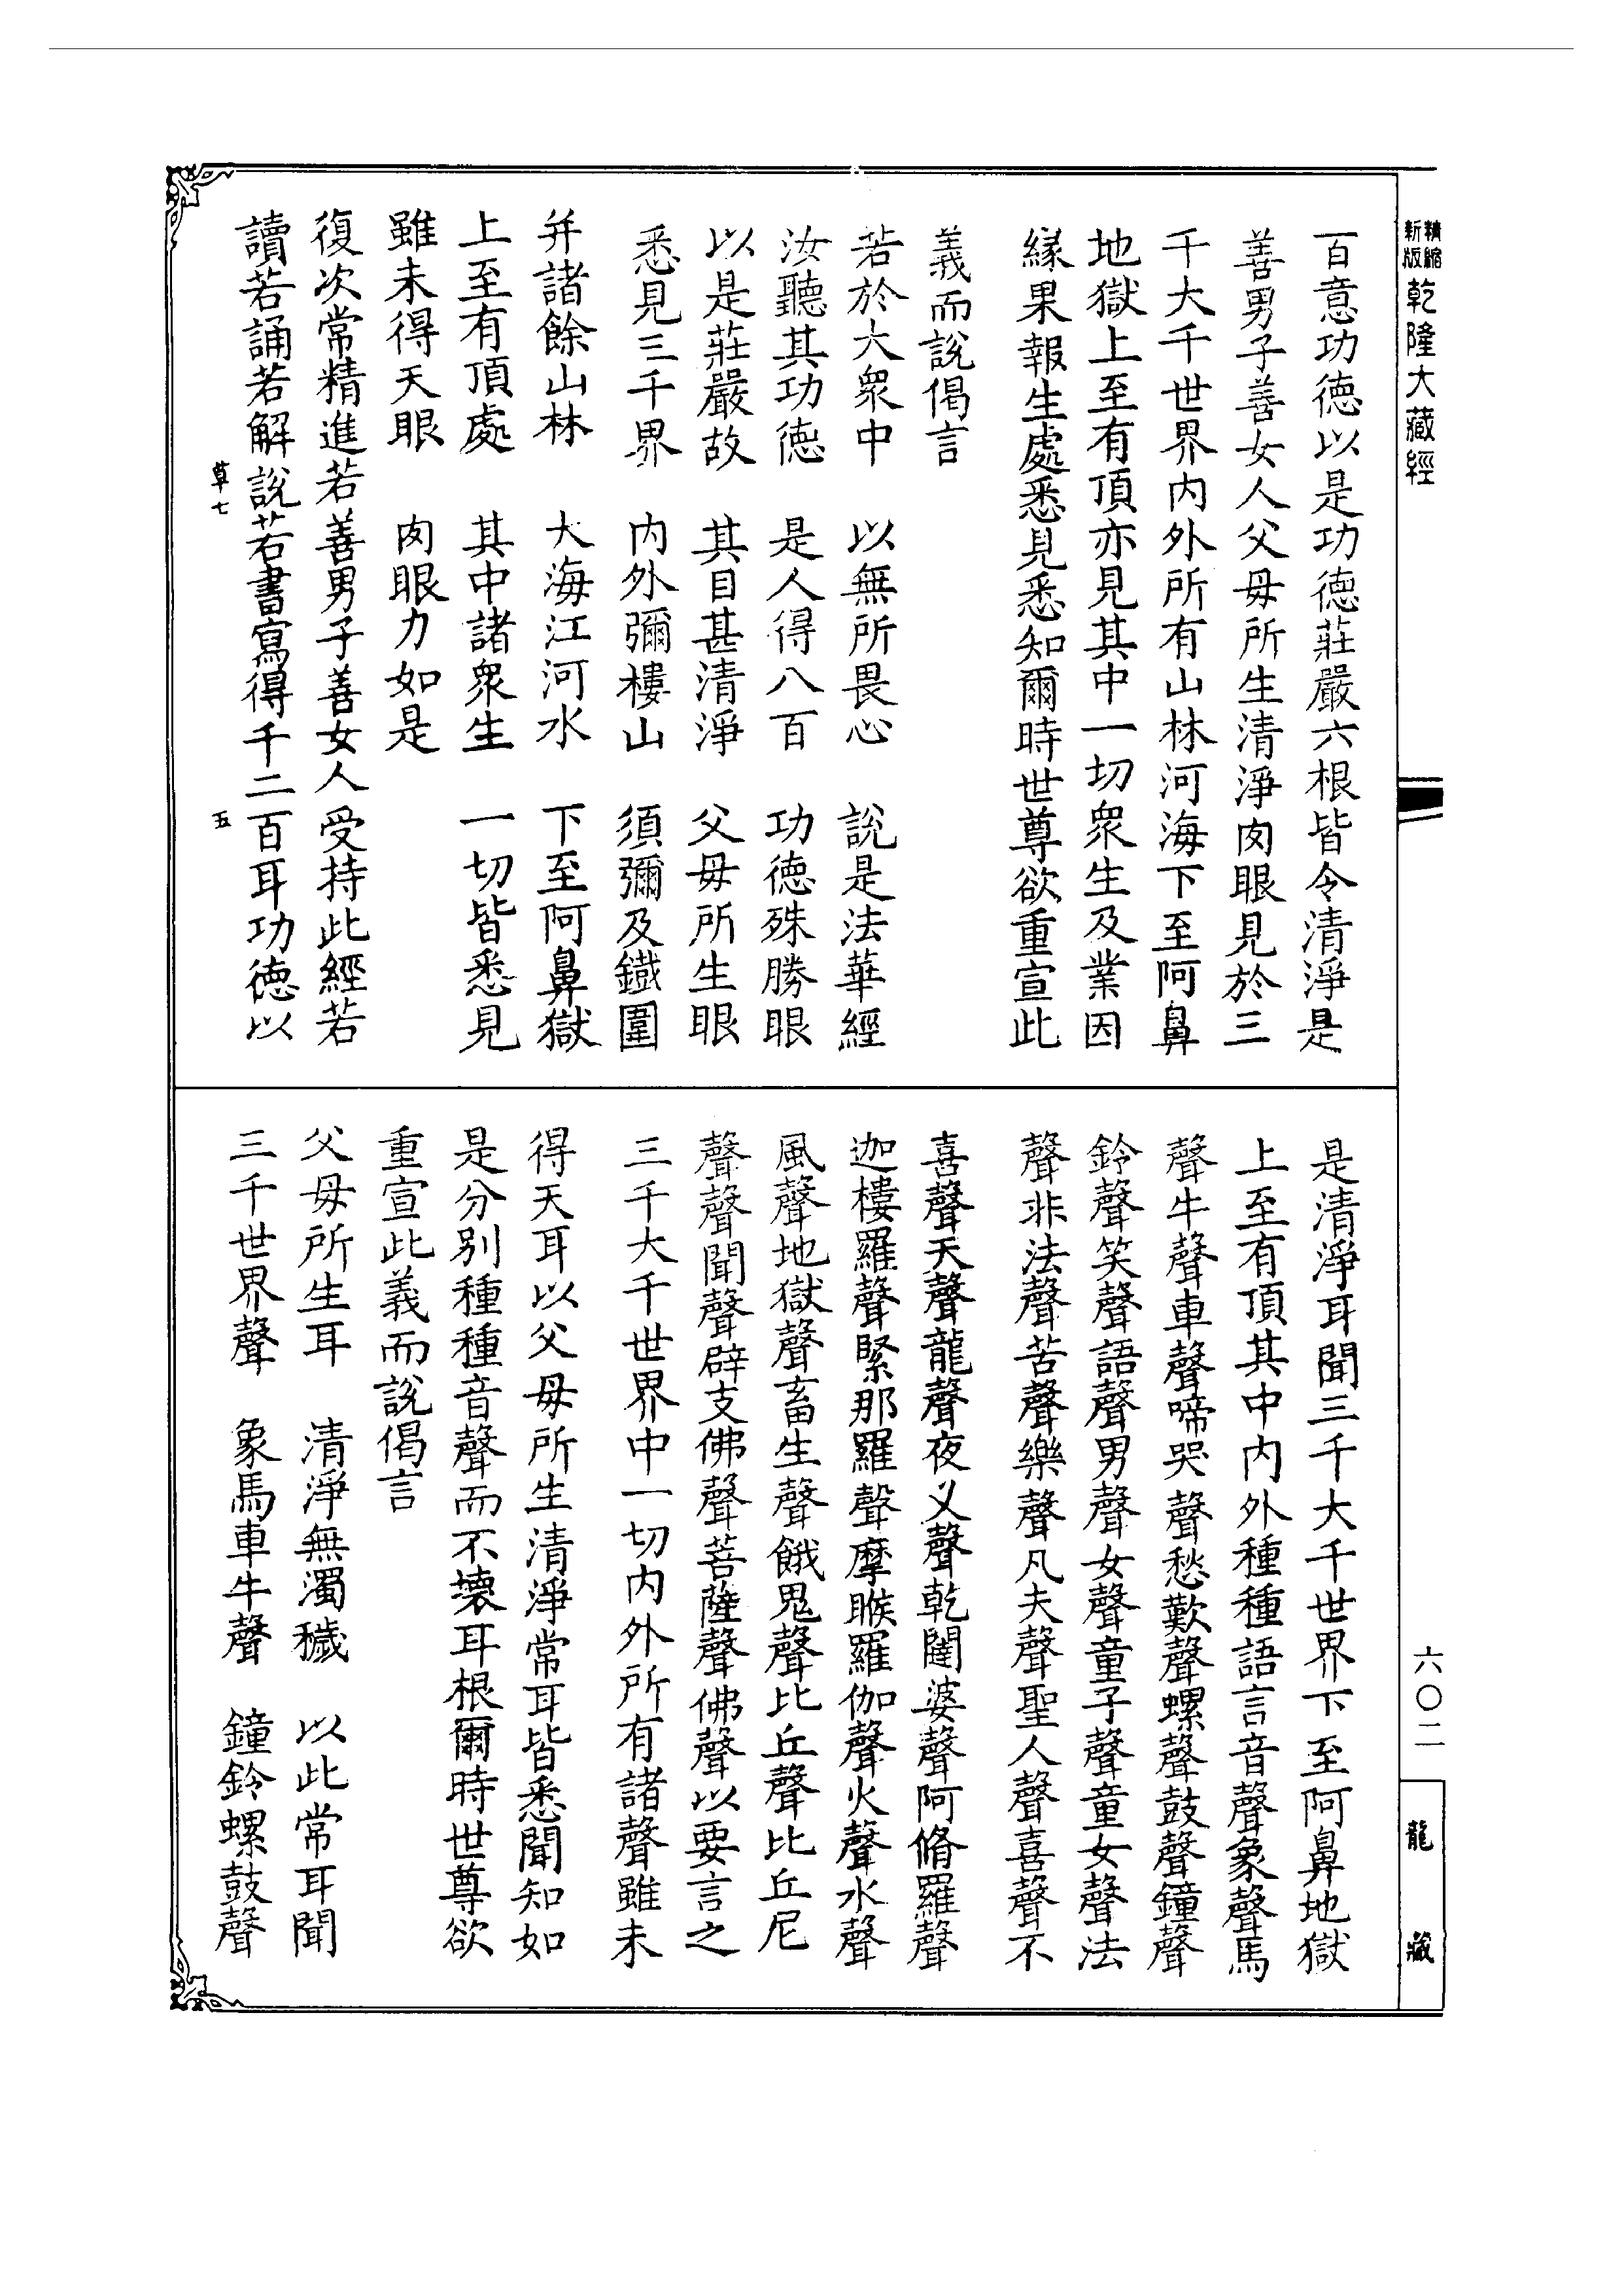 精縮新版乾隆大藏經
一百意功德以是功德莊嚴六根皆令清淨是
善男子善女人父母所生清淨肉眼見於三
千大千世界內外所有山林河海下至阿鼻
地獄上至有頂亦見其中一切眾生及業因
緣果報生處悉見悉知爾時世尊欲重宣此
義而說偈言
若於大眾中　以無所畏心　說是法華經
汝聽其功德　是人得八百　功德殊勝眼
以是莊嚴故　其目甚清淨　父母所生眼
悉見三千界　內外彌樓山　須彌及鐵圍
并諸餘山林　大海江河水　下至阿鼻獄
上至有頂處　其中諸眾生　一切皆悉見
雖未得天眼　肉眼力如是
復次常精進若善男子善女人受持此經若
讀若誦若解說若書寫得千二百耳功德以
草七　五
是清淨耳聞三千大千世界下至阿鼻地獄
上至有頂其中內外種種語言音聲象聲馬
聲牛聲車聲啼哭聲愁歎聲螺聲鼓聲鐘聲
鈴聲笑聲語聲男聲女聲童子聲童女聲法
聲非法聲苦聲樂聲凡夫聲聖人聲喜聲不
喜聲天聲龍聲夜叉聲乾闥婆聲阿脩羅聲
迦樓羅聲緊那羅聲摩睺羅伽聲火聲水聲
風聲地獄聲畜生聲餓鬼聲比丘聲比丘尼
聲聲聞聲辟支佛聲菩薩聲佛聲以要言之
三千大千世界中一切內外所有諸聲雖未
得天耳以父母所生清淨常耳皆悉聞知如
是分別種種音聲而不壞耳根爾時世尊欲
重宣此義而說偈言
父母所生耳　清淨無濁穢　以此常耳聞
三千世界聲　象馬車牛聲　鐘鈴螺鼓聲
六〇二
龍藏